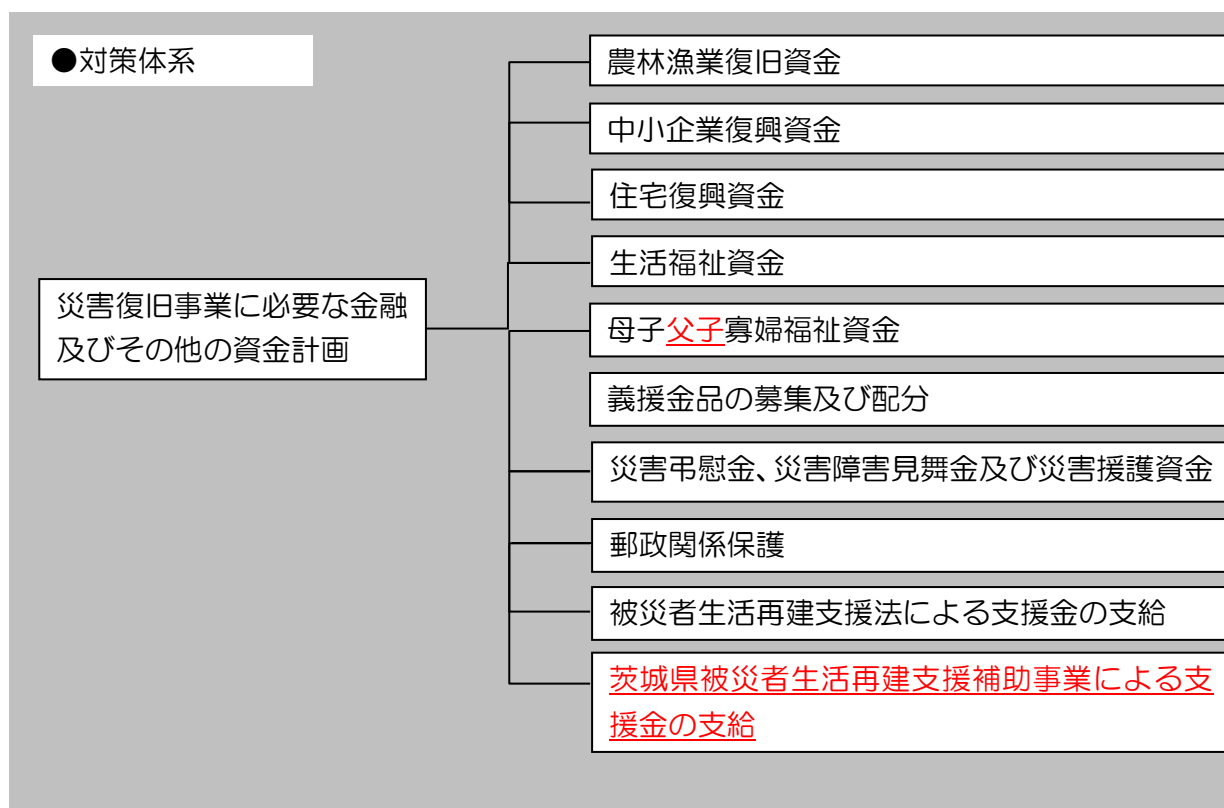 ●対策体系
農林漁業復旧資金
中小企業復興資金
住宅復興資金
生活福祉資金
災害復旧事業に必要な金融
及びその他の資金計画
母子父子寡婦福祉資金
義援金品の募集及び配分
災害弔慰金、災害障害見舞金及び災害援護資金
郵政関係保護
被災者生活再建支援法による支援金の支給
茨城県被災者生活再建支援補助事業による支
援金の支給